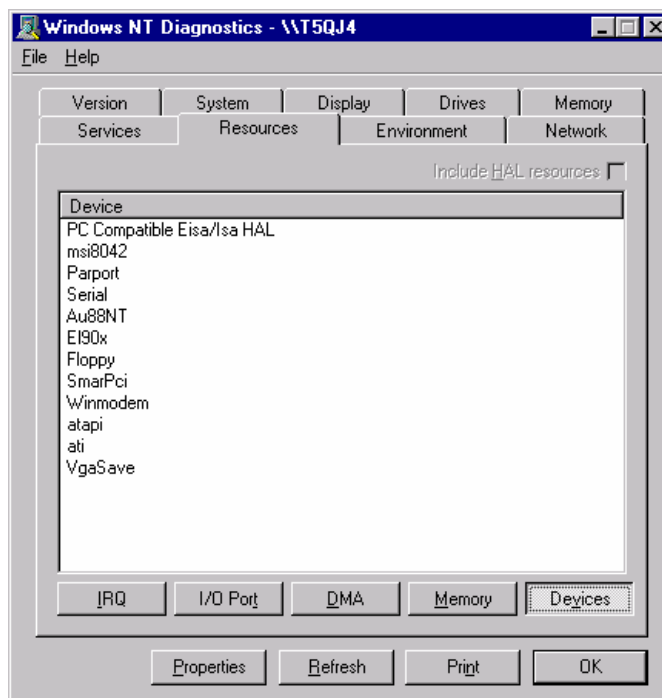 Windows NT Diagnostics - \\T5QJ4
File Help
Version System Display Drives Memory
Services Resources Environment Network
Include HAL resources
Device
PC Compatible Eisa/Isa HAL
msi8042
Parport
Serial
Au88NT
El90x
Floppy
SmarPci
Winmodem
atapi
ati
VgaSave
IRQ I/O Port DMA Memory Devices
Properties Refresh Print OK